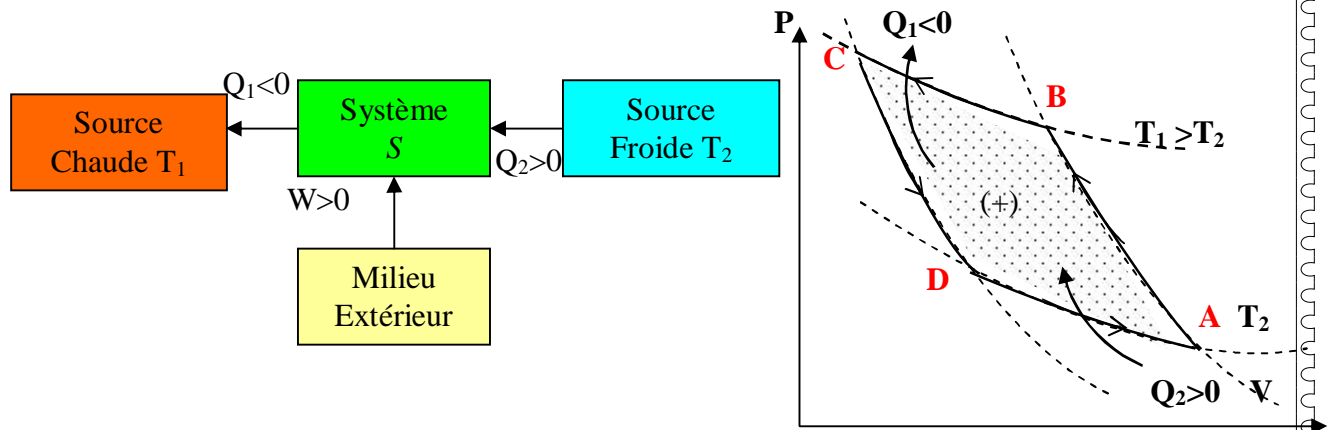 Source
Chaude T₁
Q₁<0
Système
S
W>0
Milieu
Extérieur
Q₂>0
Source
Froide T₂
P
Q₁<0
C
B
T₁ >T₂
(+)
D
A
T₂
Q₂>0
V